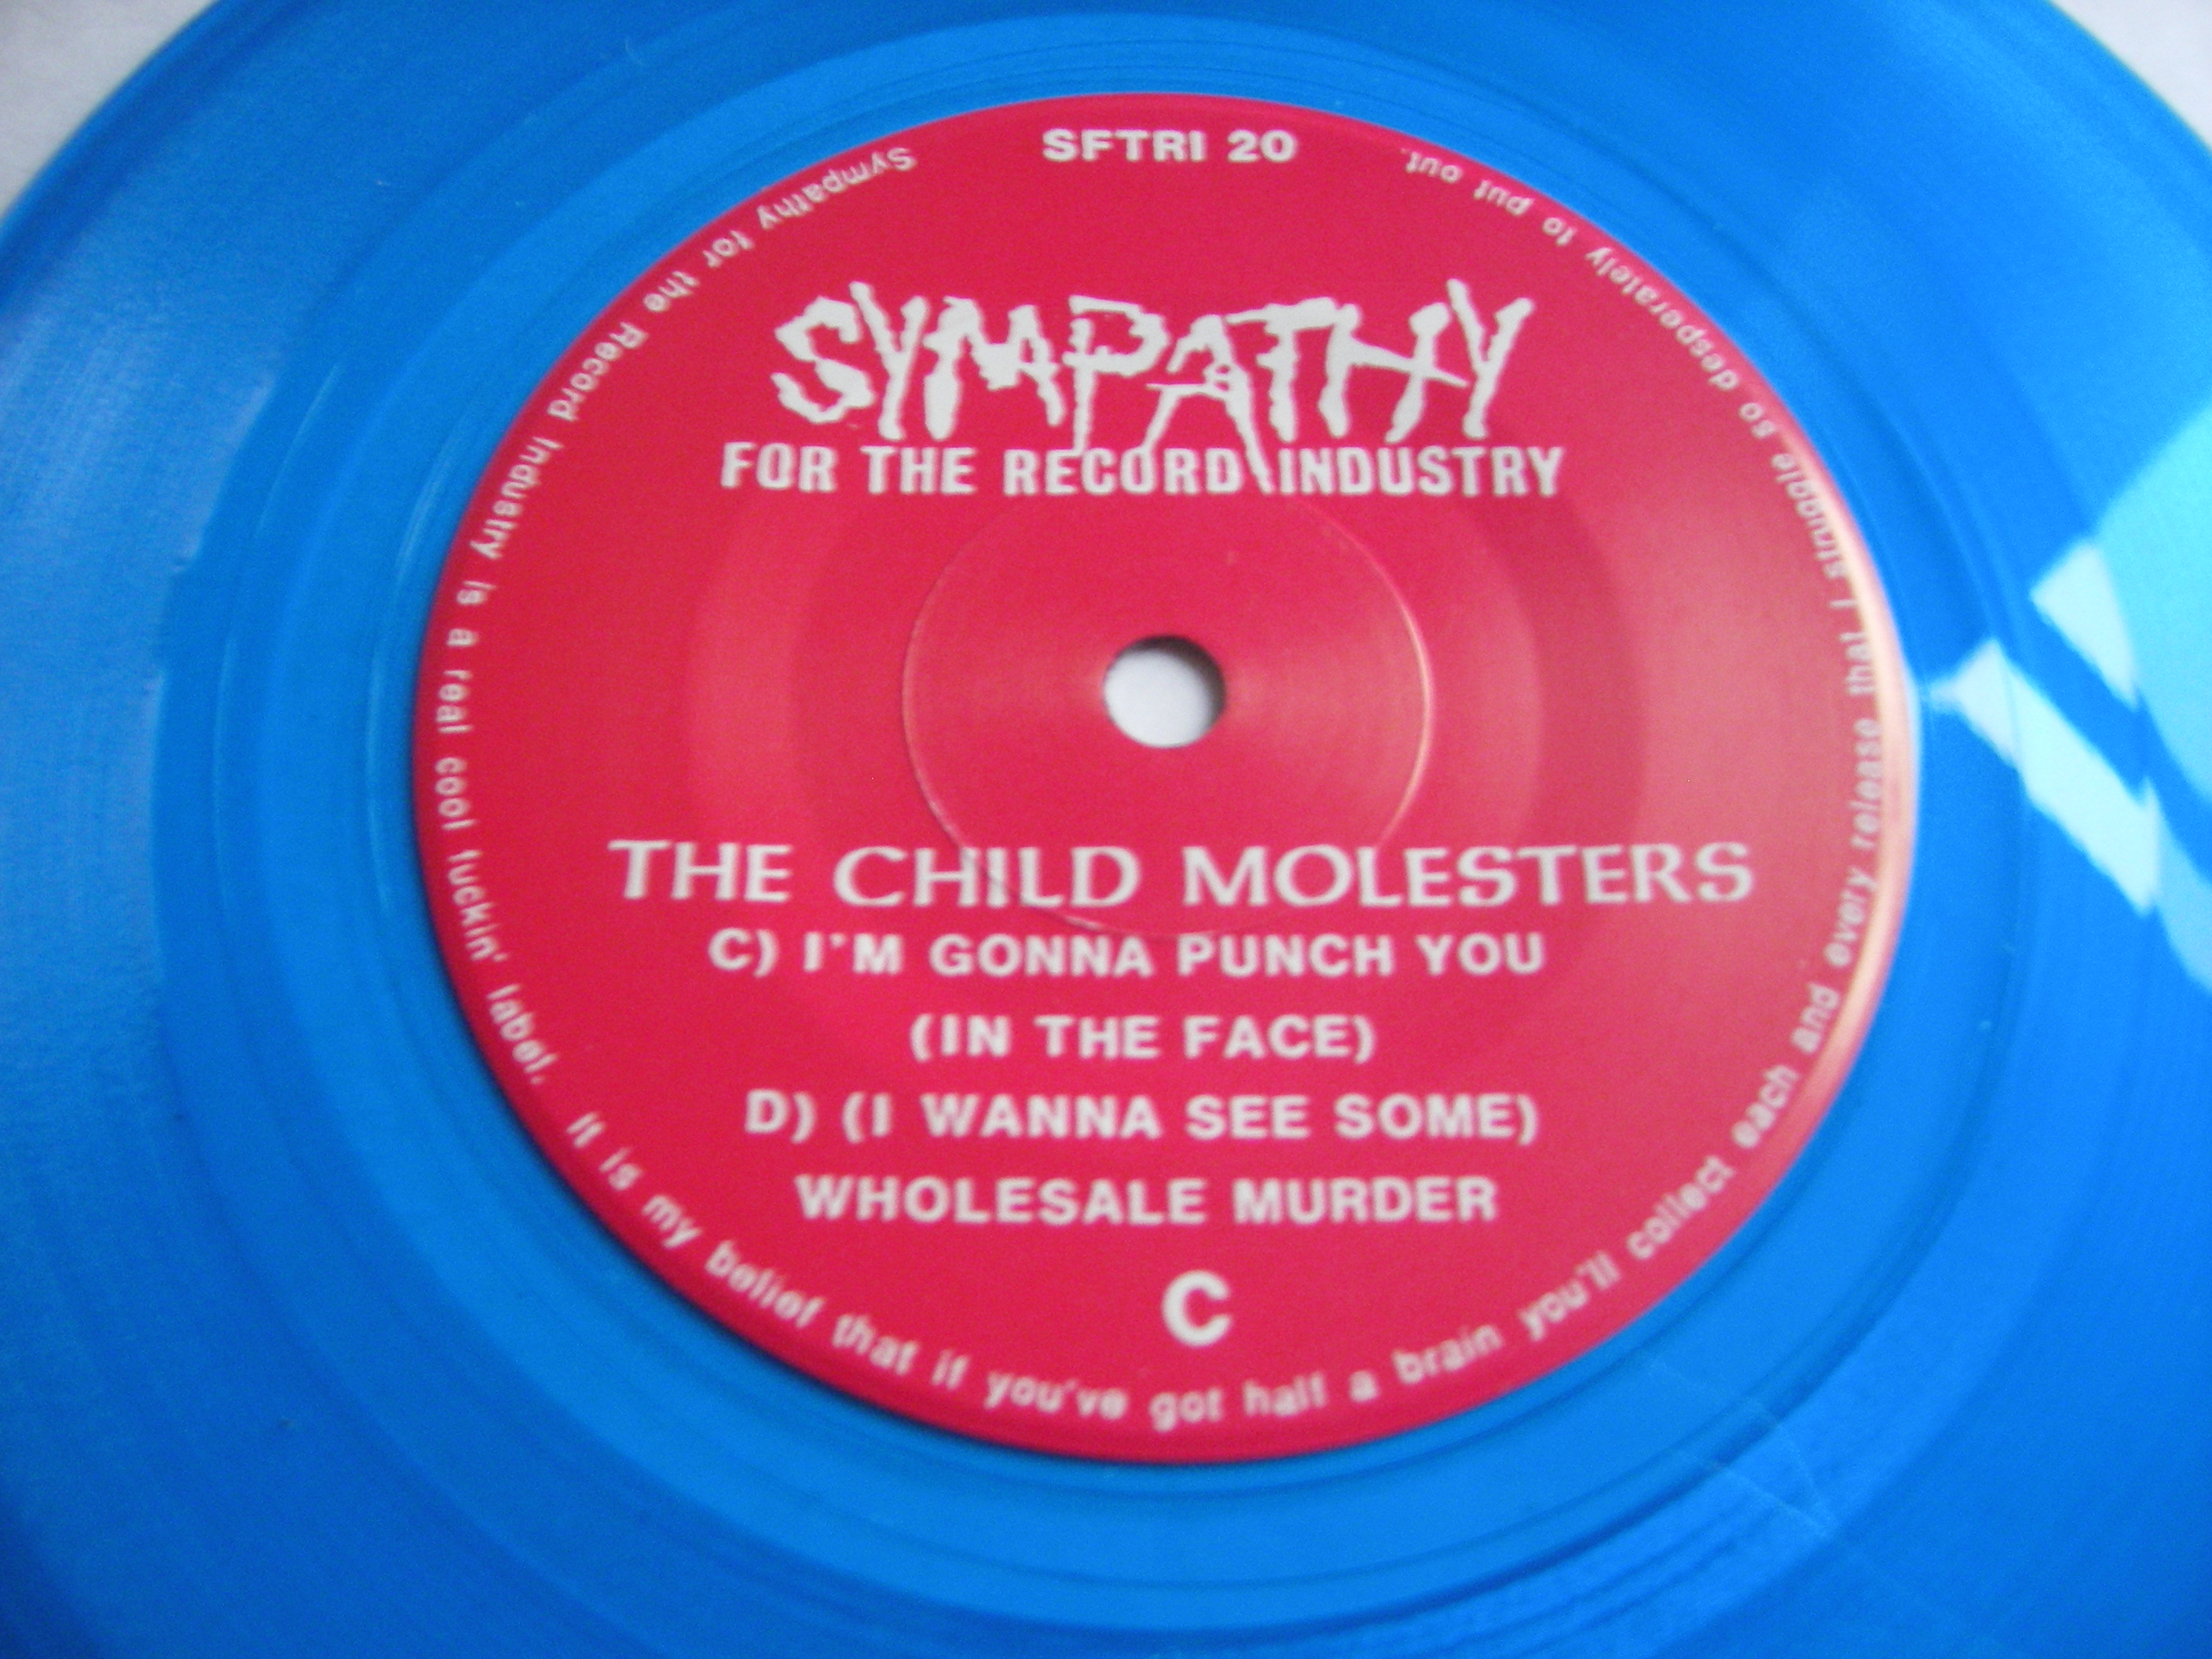 SFTRI 20
SYMPATHY
FOR THE RECORD INDUSTRY
THE CHILD MOLESTERS
C) I'M GONNA PUNCH YOU
(IN THE FACE)
D) (I WANNA SEE SOME)
WHOLESALE MURDER
C
Sympathy for the Record Industry is a real cool fuckin' label. It is my belief that if you've got half a brain you'll collect each and every release that I struggle so desperately to put out.